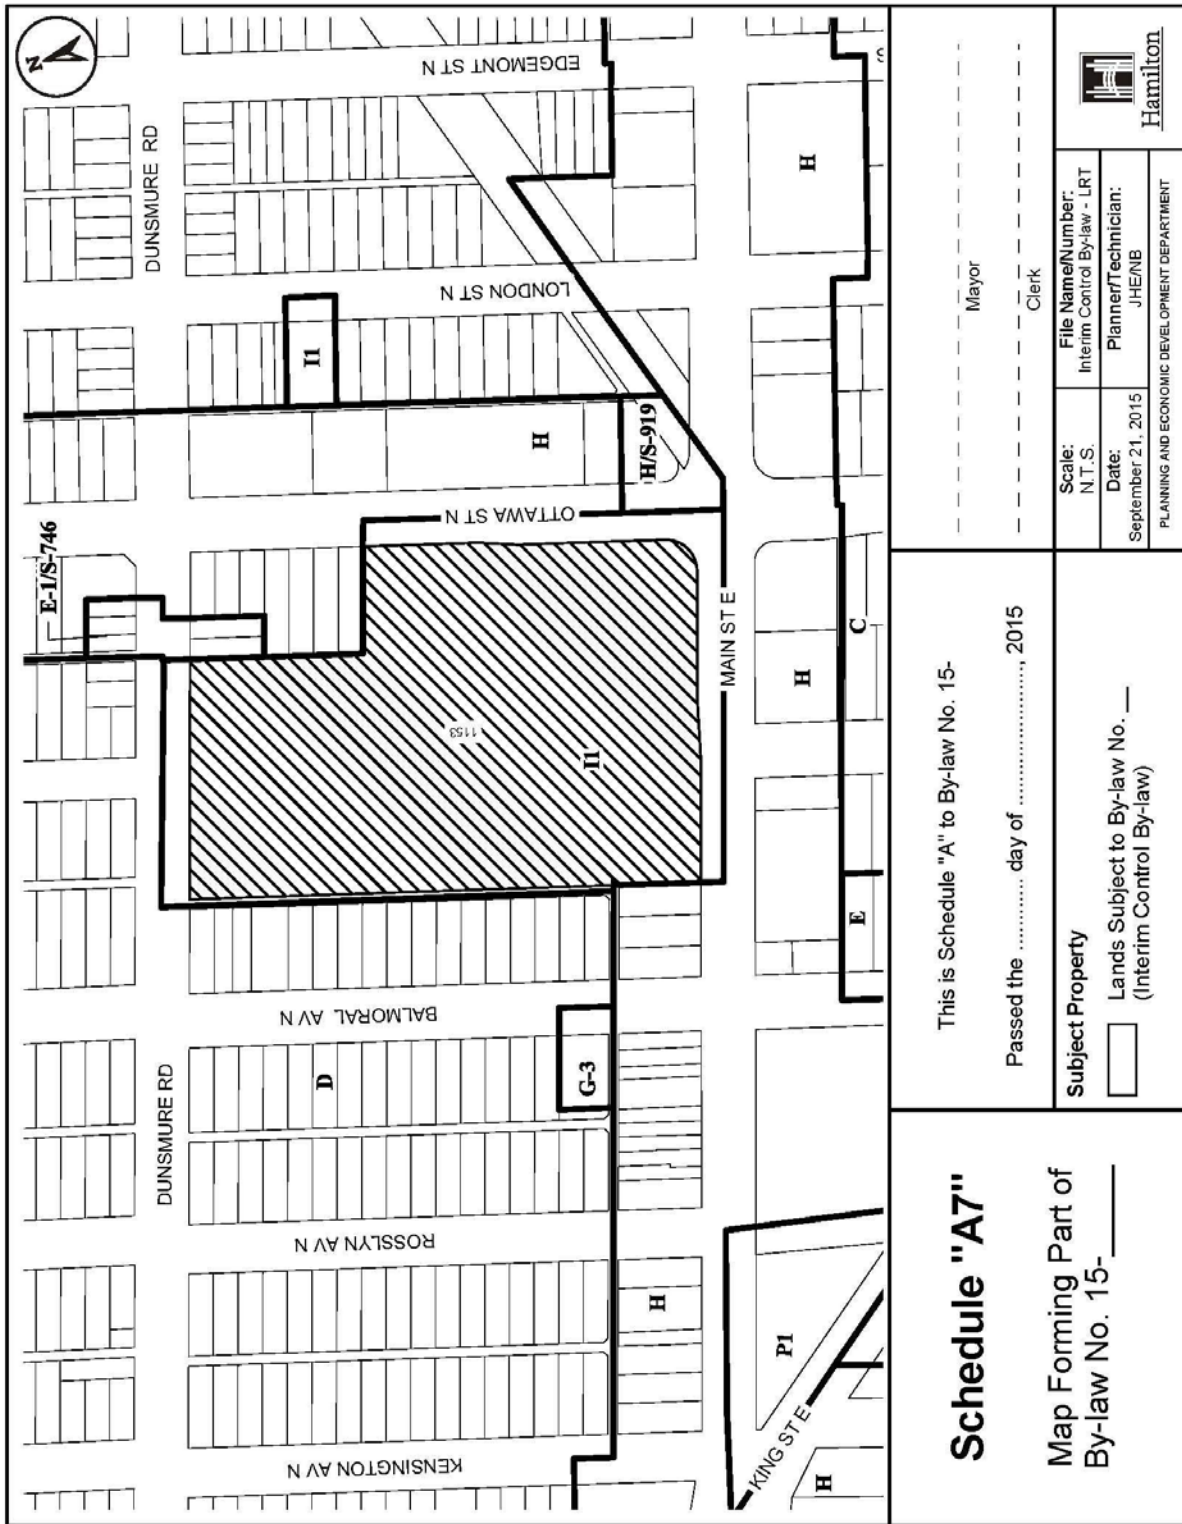 N
KENSINGTON AV N
ROSSLYN AV N
BALMORAL AV N
OTTAWA ST N
LONDON ST N
EDGEMONT ST N
DUNSMURE RD
DUNSMURE RD
E-1/S-746
I1
D
H
1153
I1
G-3
H/S-919
H
MAIN ST E
P1
KING ST E
H
H
H
E
C
Schedule "A7"
Map Forming Part of
By-law No. 15-____
This is Schedule "A" to By-law No. 15-
Passed the .......... day of ...................., 2015
Subject Property
Lands Subject to By-law No. __
(Interim Control By-law)
Mayor
Clerk
Scale:
N.T.S.
File Name/Number:
Interim Control By-law - LRT
Date:
September 21, 2015
Planner/Technician:
JHE/NB
PLANNING AND ECONOMIC DEVELOPMENT DEPARTMENT
Hamilton